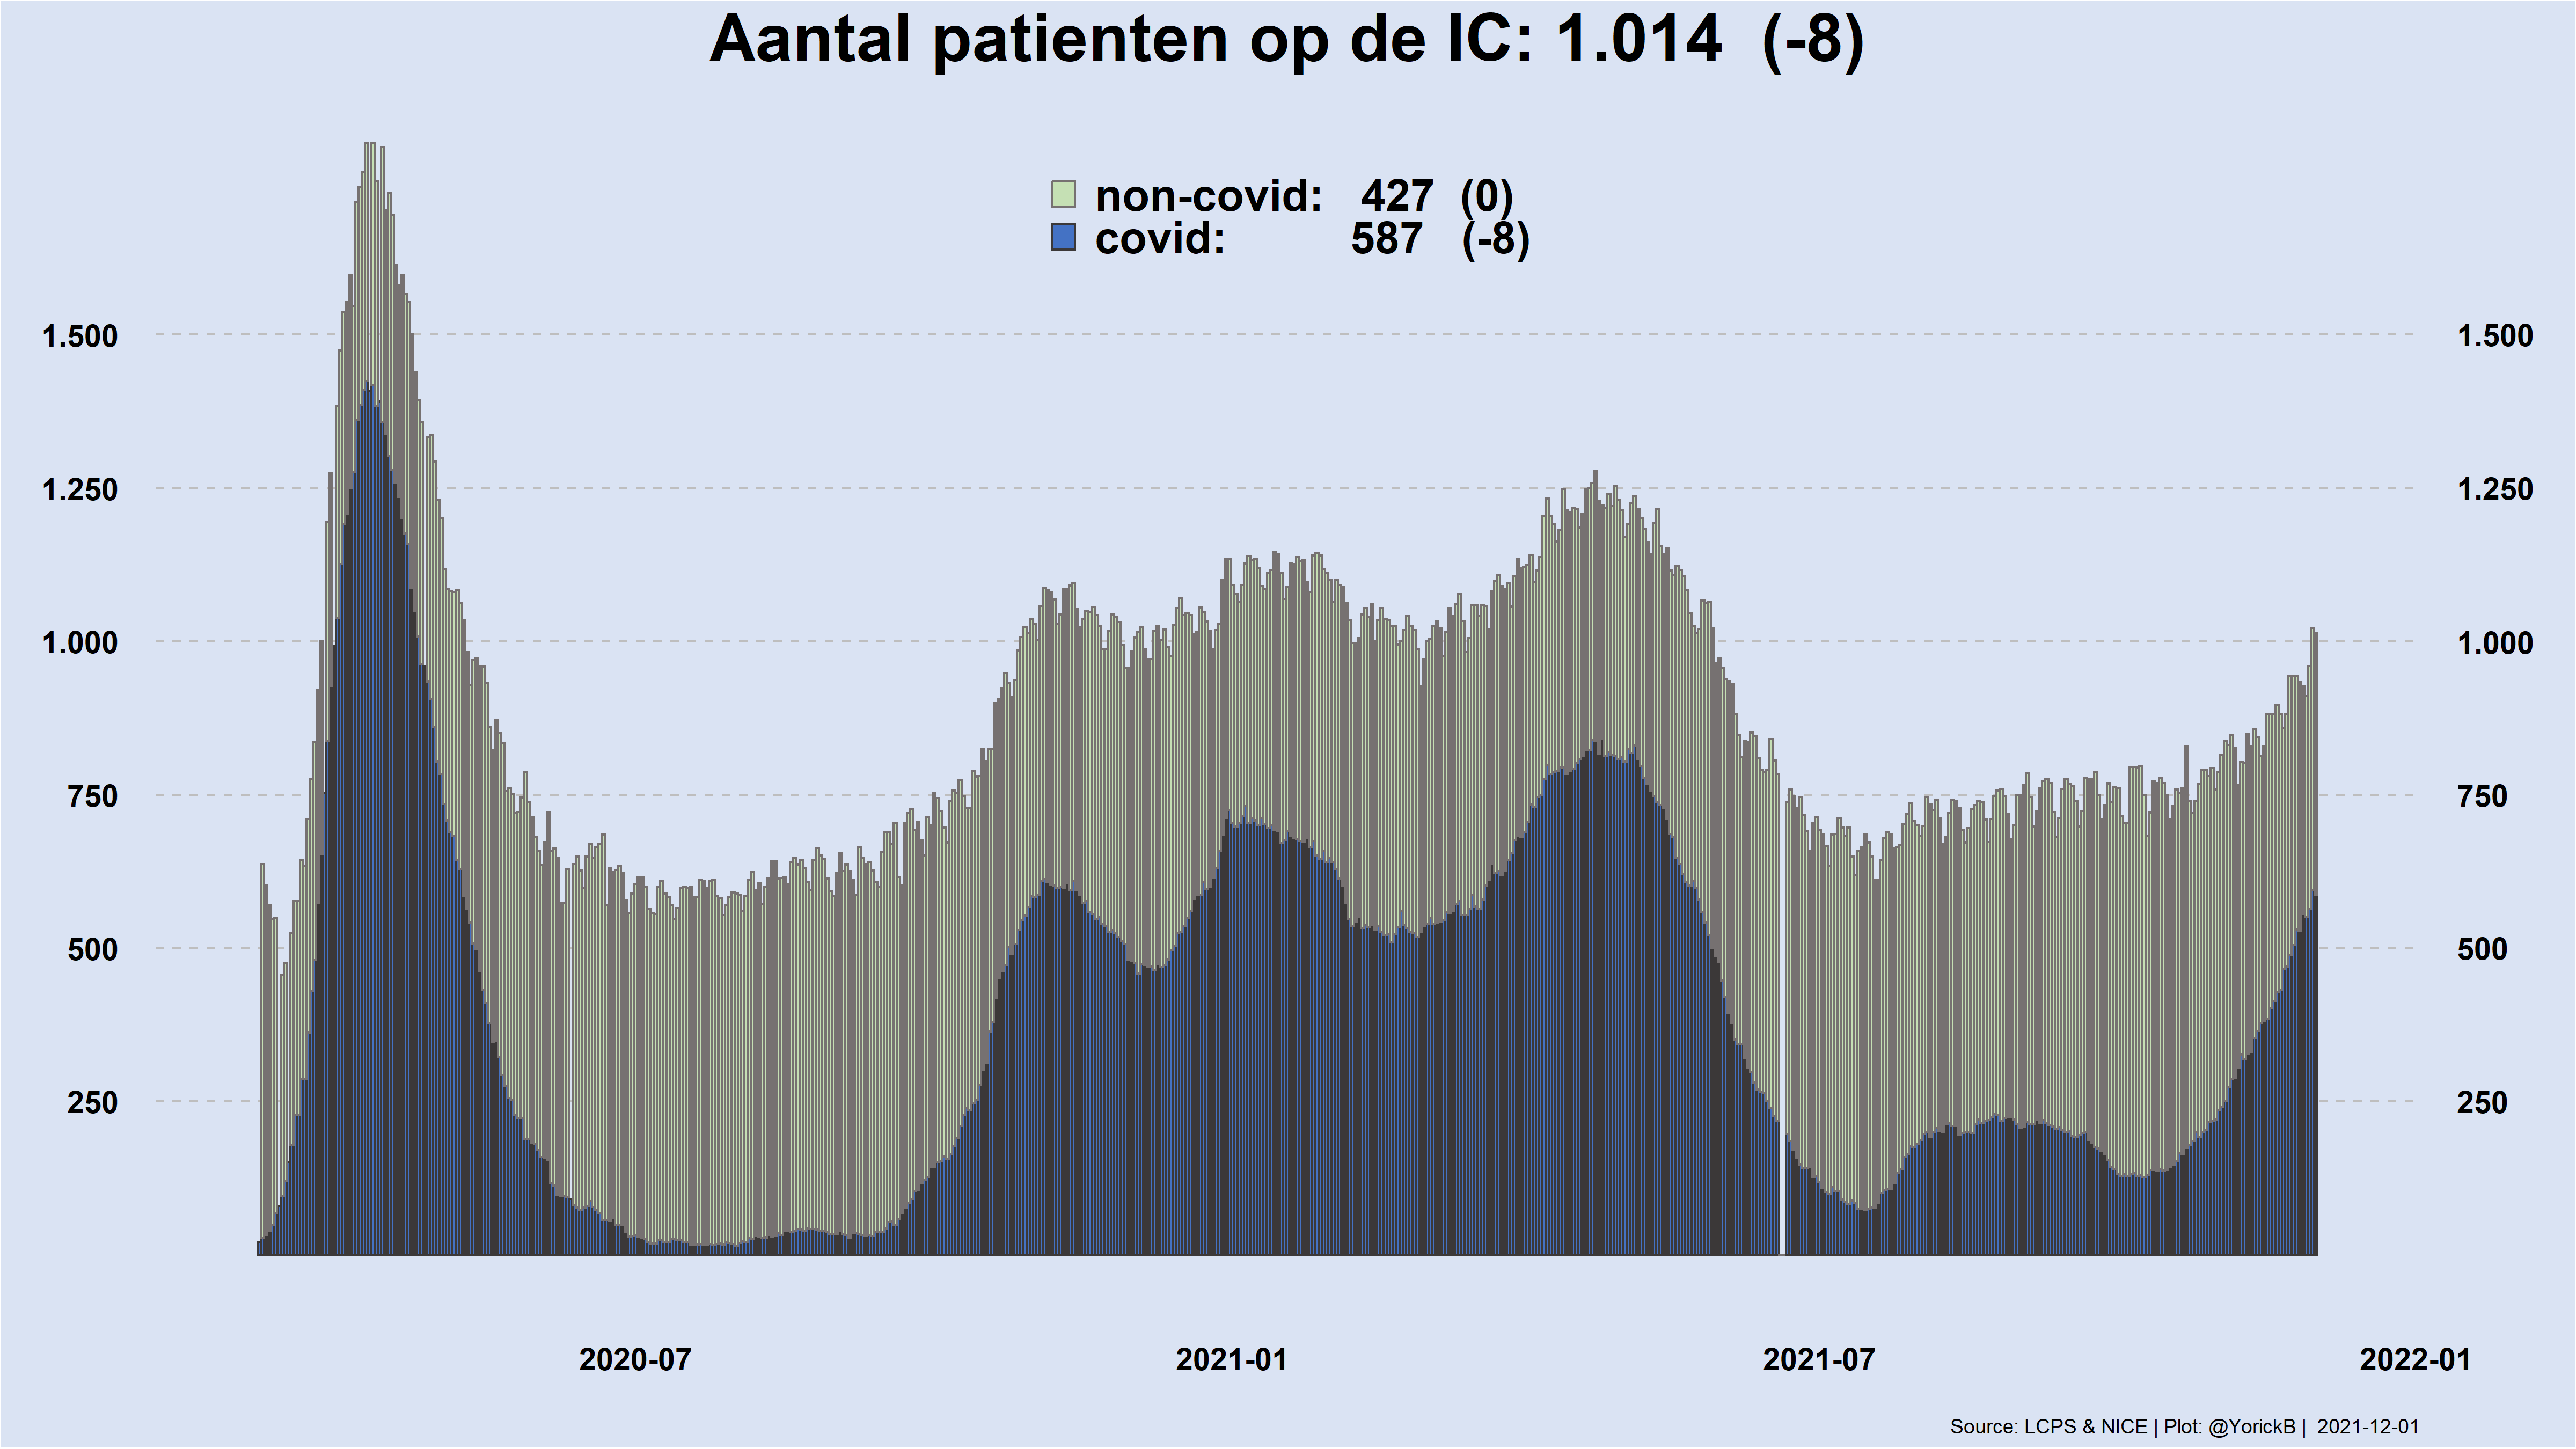 Aantal patienten op de IC: 1.014 (-8)
non-covid: 427 (0)
covid: 587 (-8)
1.500 1.500
1.250 1.250
1.000 1.000
750 750
500 500
250 250
2020-07 2021-01 2021-07 2022-01
Source: LCPS & NICE | Plot: @YorickB | 2021-12-01